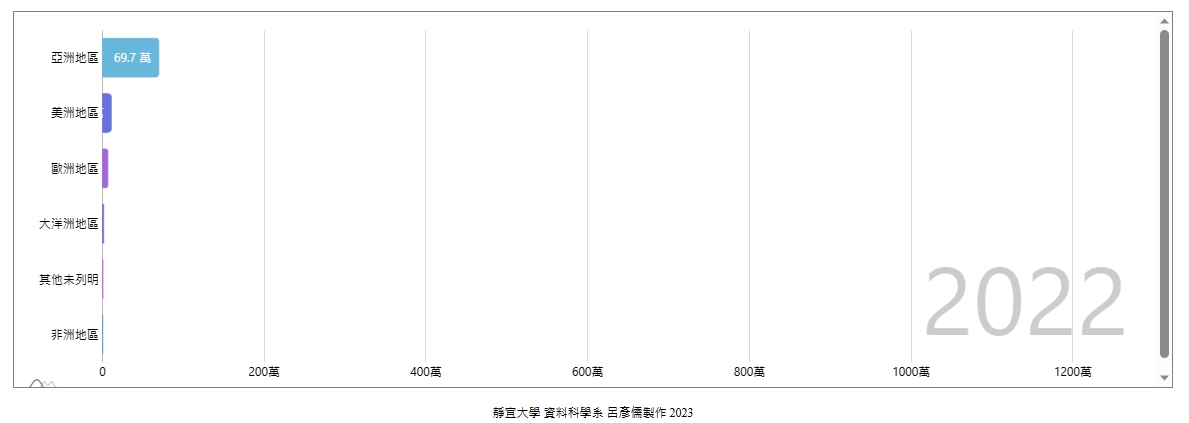 亞洲地區
69.7 萬
美洲地區
歐洲地區
大洋洲地區
其他未列明
非洲地區
2022
0
200萬
400萬
600萬
800萬
1000萬
1200萬
靜宜大學 資料科學系 呂彥儒製作 2023